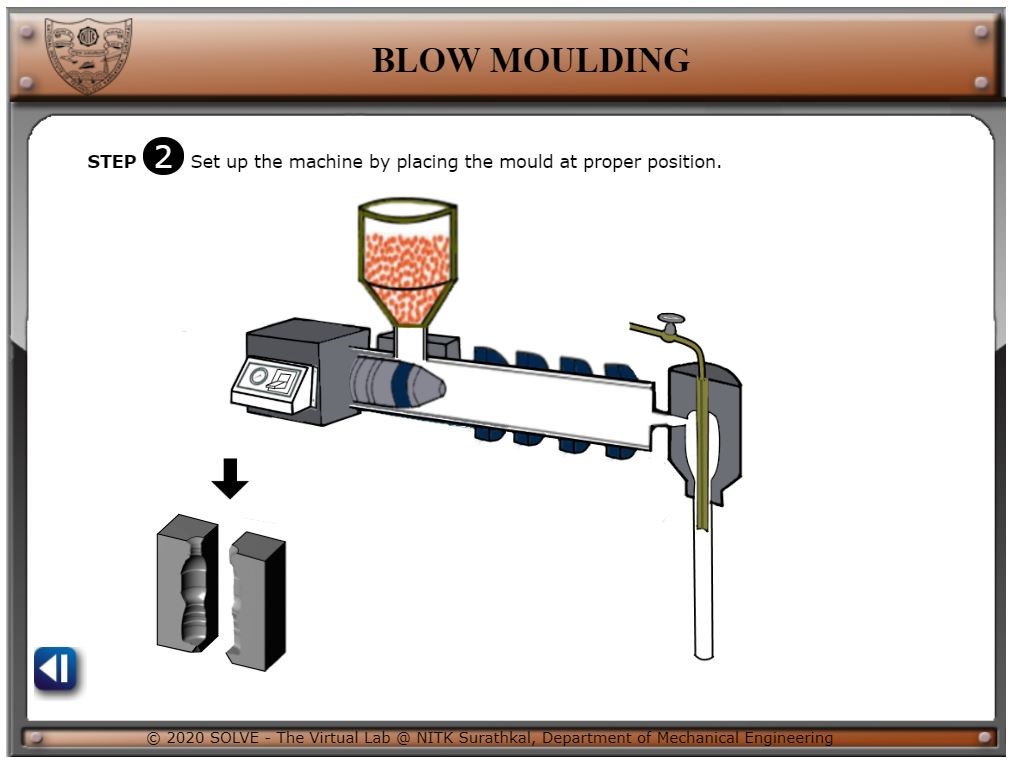 BLOW MOULDING
STEP 2 Set up the machine by placing the mould at proper position.
© 2020 SOLVE - The Virtual Lab @ NITK Surathkal, Department of Mechanical Engineering